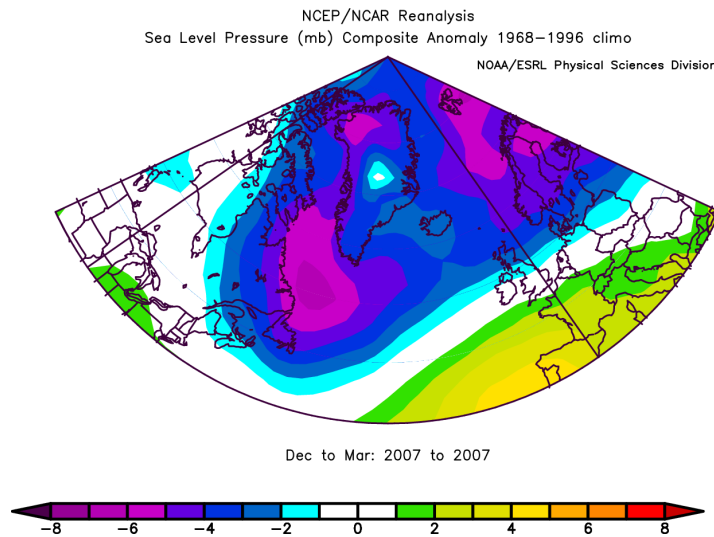 NCEP/NCAR Reanalysis
Sea Level Pressure (mb) Composite Anomaly 1968-1996 climo
NOAA/ESRL Physical Sciences Division
Dec to Mar: 2007 to 2007
-8 -6 -4 -2 0 2 4 6 8